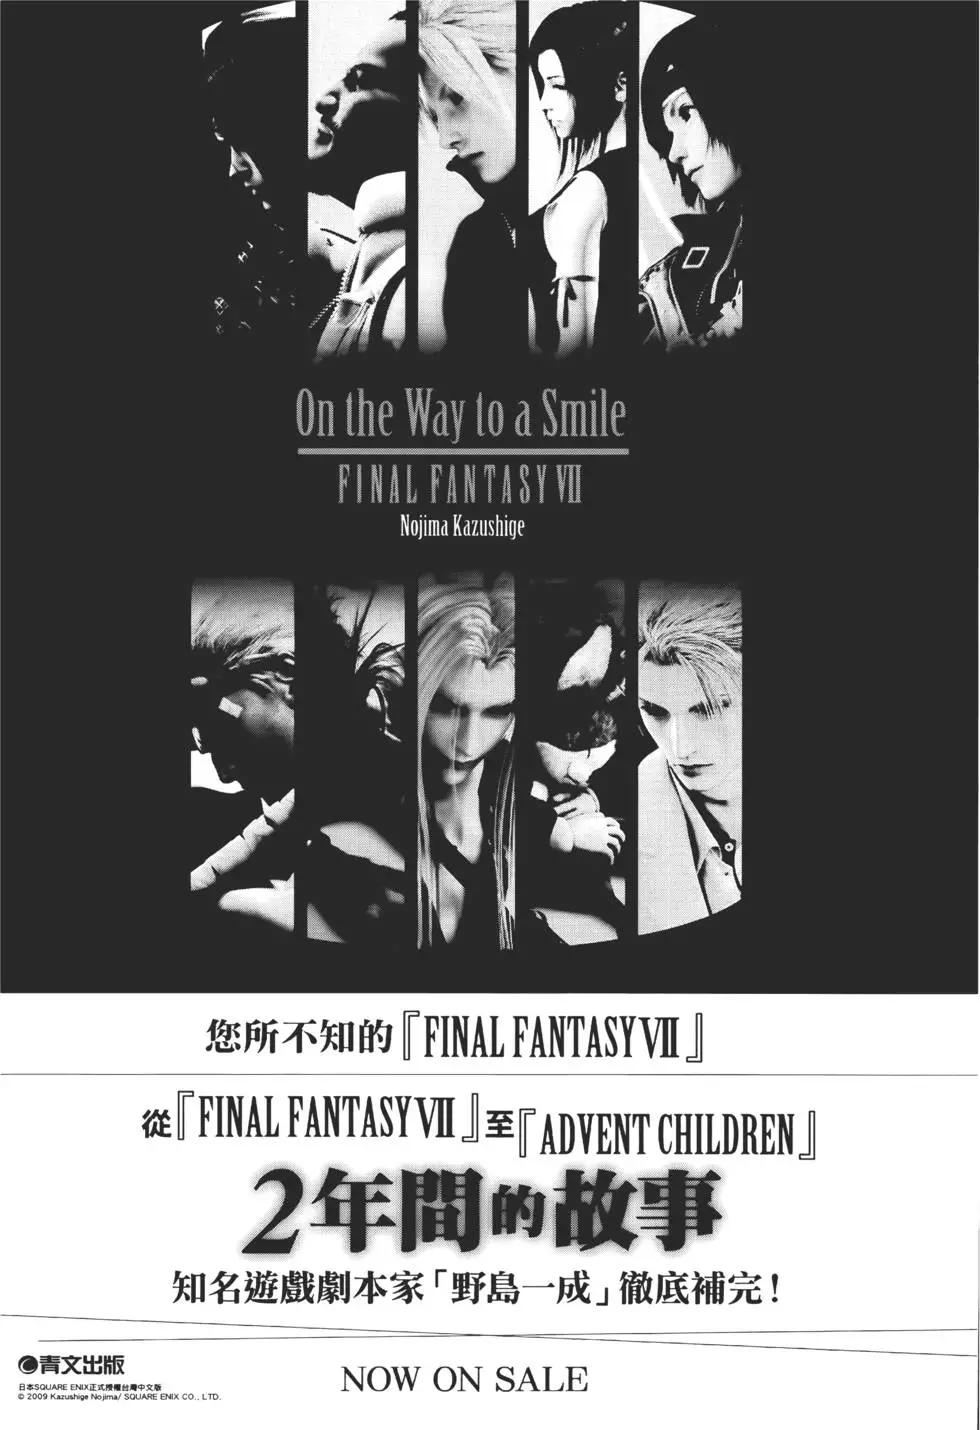 On the Way to a Smile
FINAL FANTASY VII
Nojima Kazushige
您所不知的『FINAL FANTASY VII』
從『FINAL FANTASY VII』至『ADVENT CHILDREN』
2年間的故事
知名遊戲劇本家「野島一成」徹底補完!
青文出版
日本SQUARE ENIX正式授權台灣中文版
© 2009 Kazushige Nojima/ SQUARE ENIX CO., LTD.
NOW ON SALE